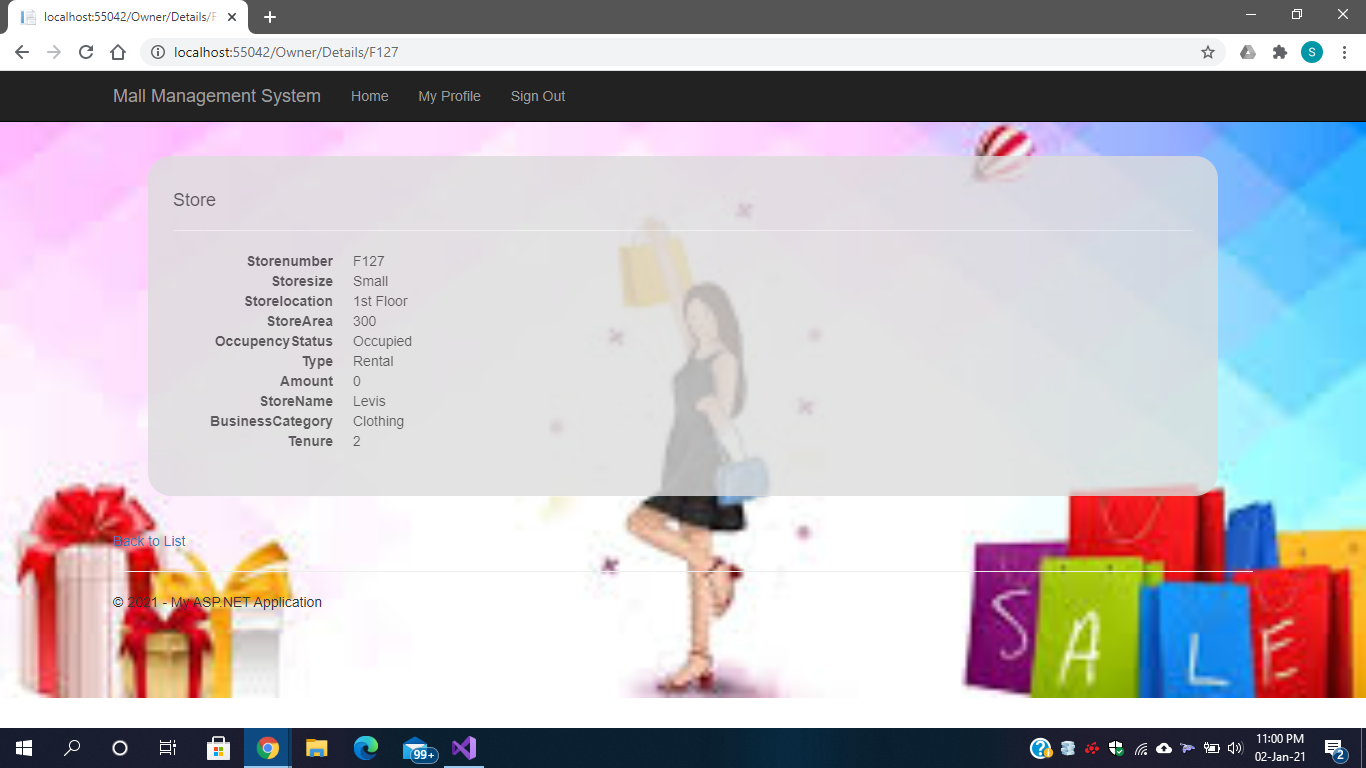 localhost:55042/Owner/Details/F
localhost:55042/Owner/Details/F127
S
Mall Management System Home My Profile Sign Out
Store
Storenumber F127
Storesize Small
Storelocation 1st Floor
StoreArea 300
OccupencyStatus Occupied
Type Rental
Amount 0
StoreName Levis
BusinessCategory Clothing
Tenure 2
Back to List
© 2021 - My ASP.NET Application
SALE
99+
11:00 PM
02-Jan-21
2